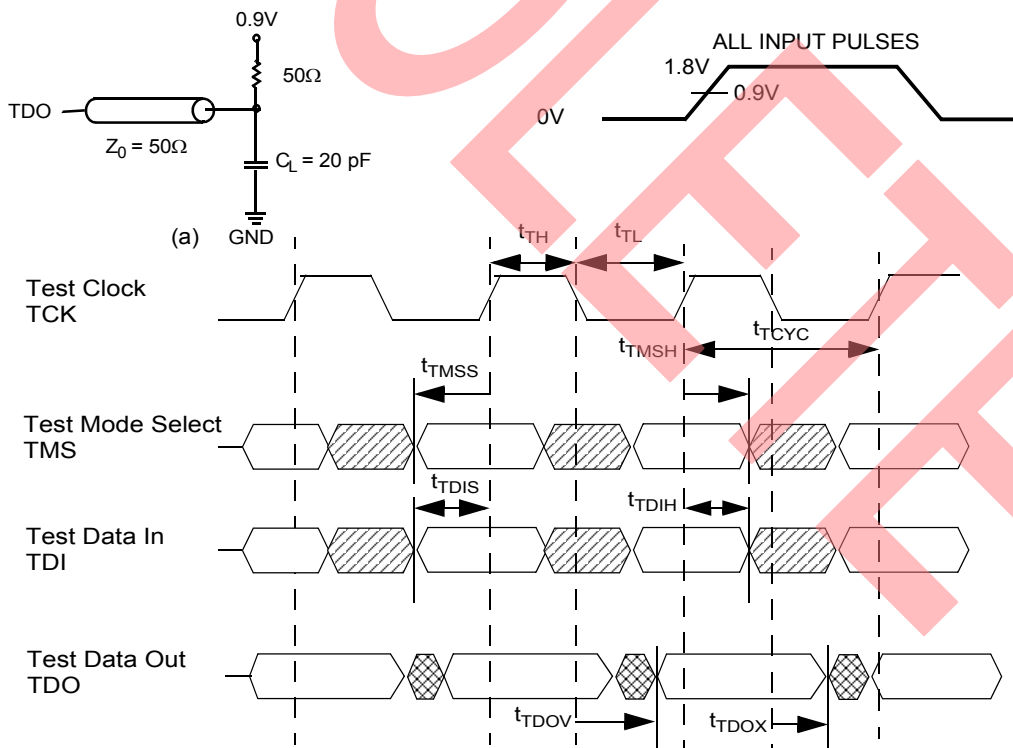 0.9V
ALL INPUT PULSES
50Ω
1.8V
0.9V
TDO
0V
Z0 = 50Ω
CL = 20 pF
(a)
GND
tTH
tTL
Test Clock
TCK
tTCYC
tTMSH
tTMSS
Test Mode Select
TMS
tTDIS
tTDIH
Test Data In
TDI
Test Data Out
TDO
tTDOV
tTDOX